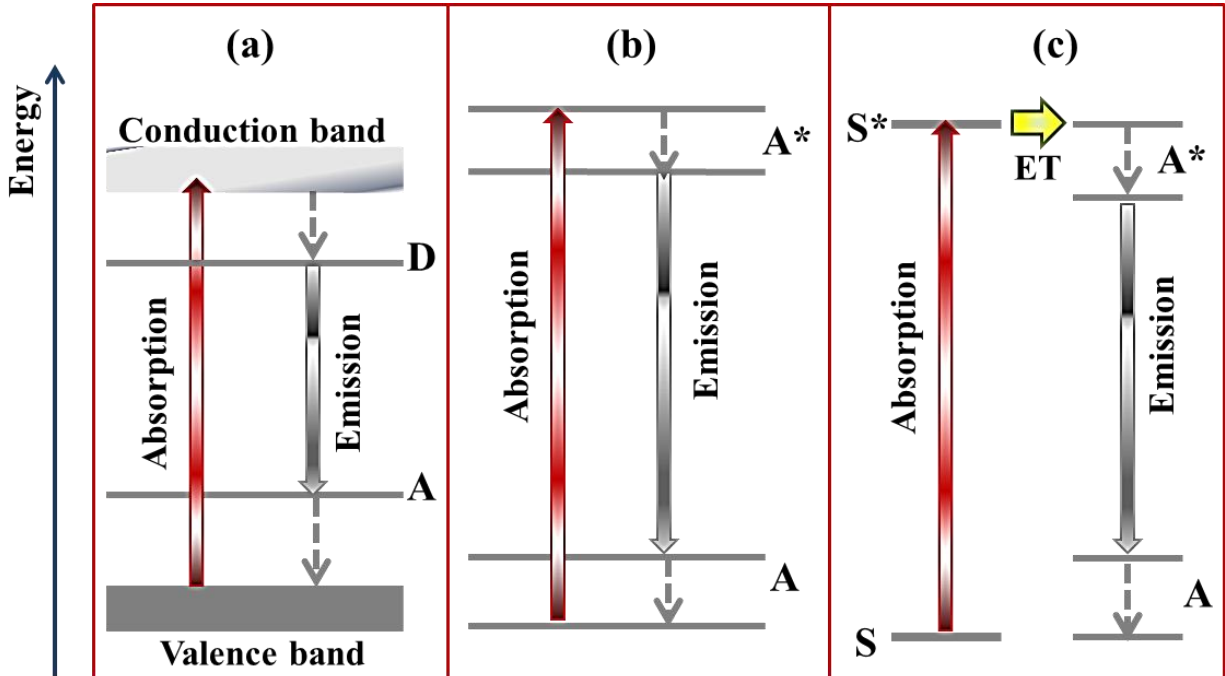 Energy
(a)
Conduction band
Absorption
Emission
D
A
Valence band
(b)
Absorption
Emission
A*
A
(c)
S*
ET
A*
Absorption
Emission
A
S